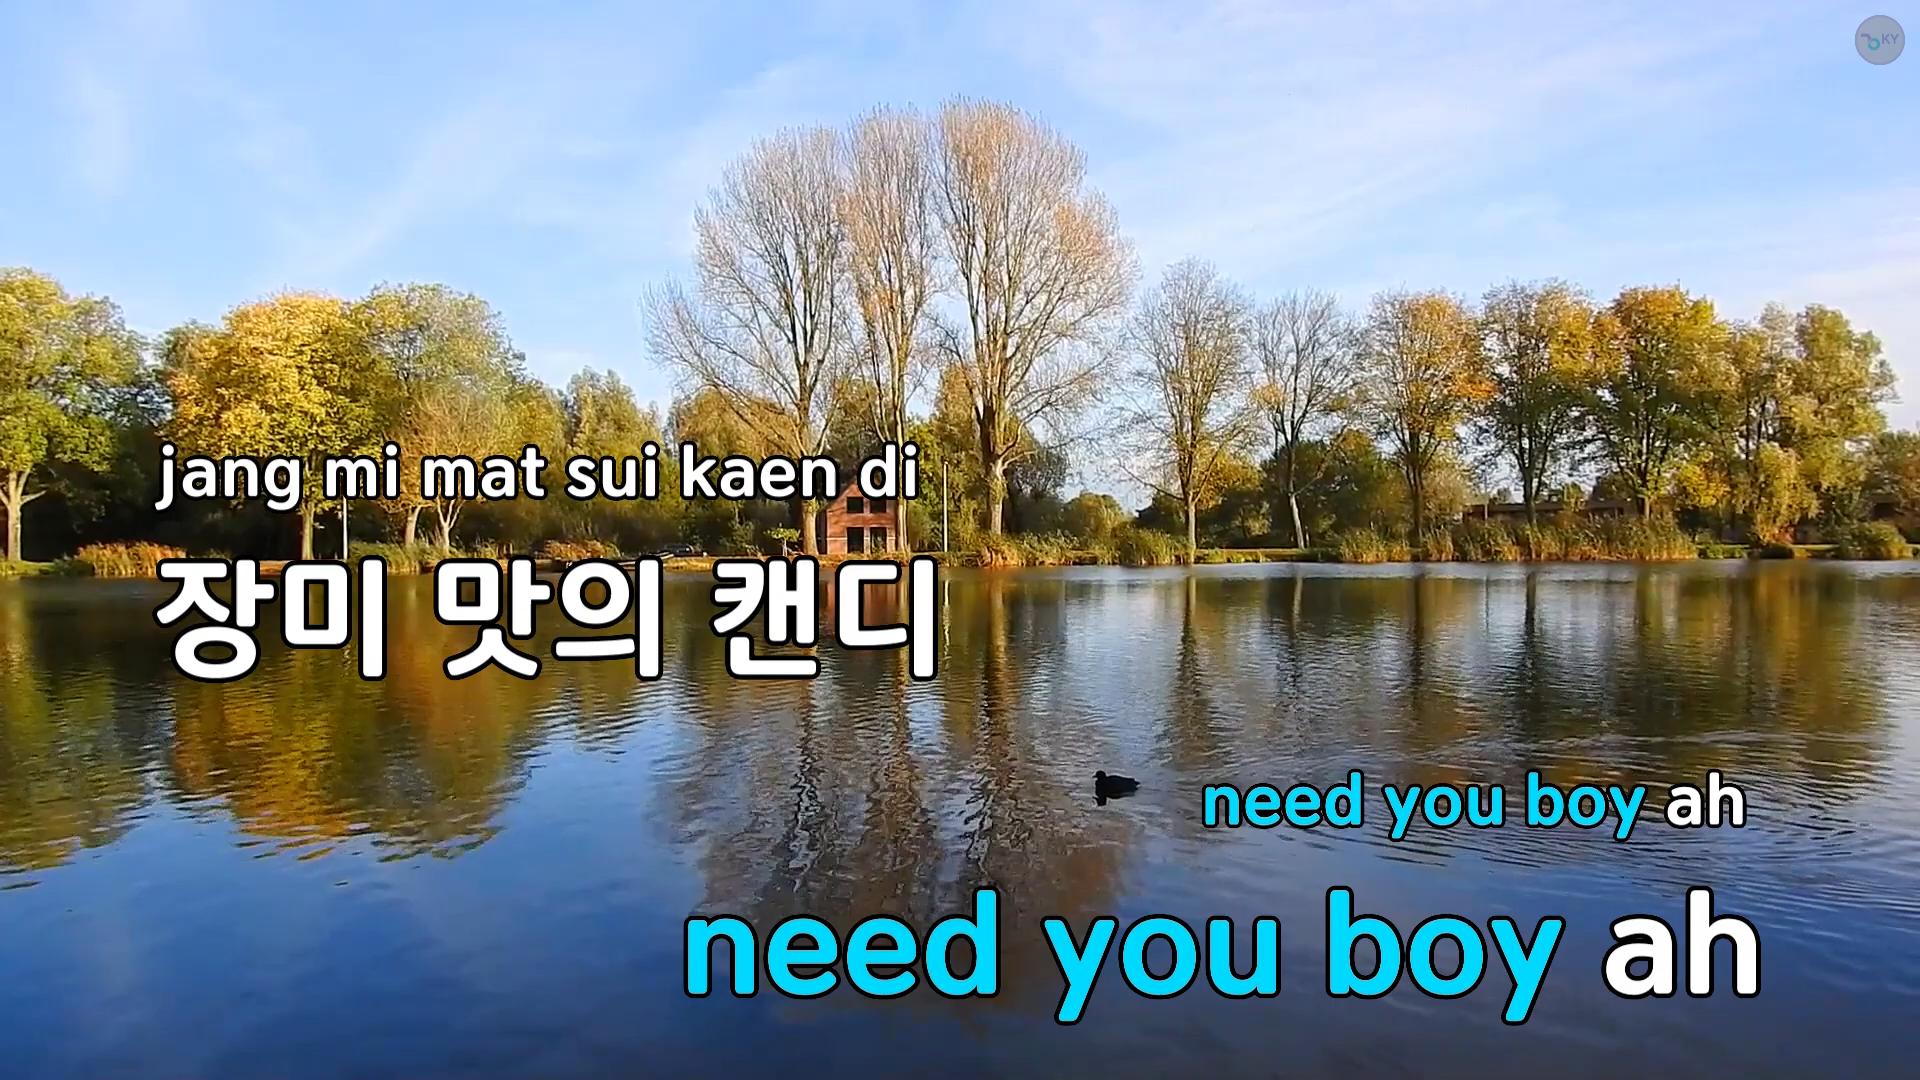 KY
jang mi mat sui kaen di
장미 맛의 캔디
need you boy ah
need you boy ah